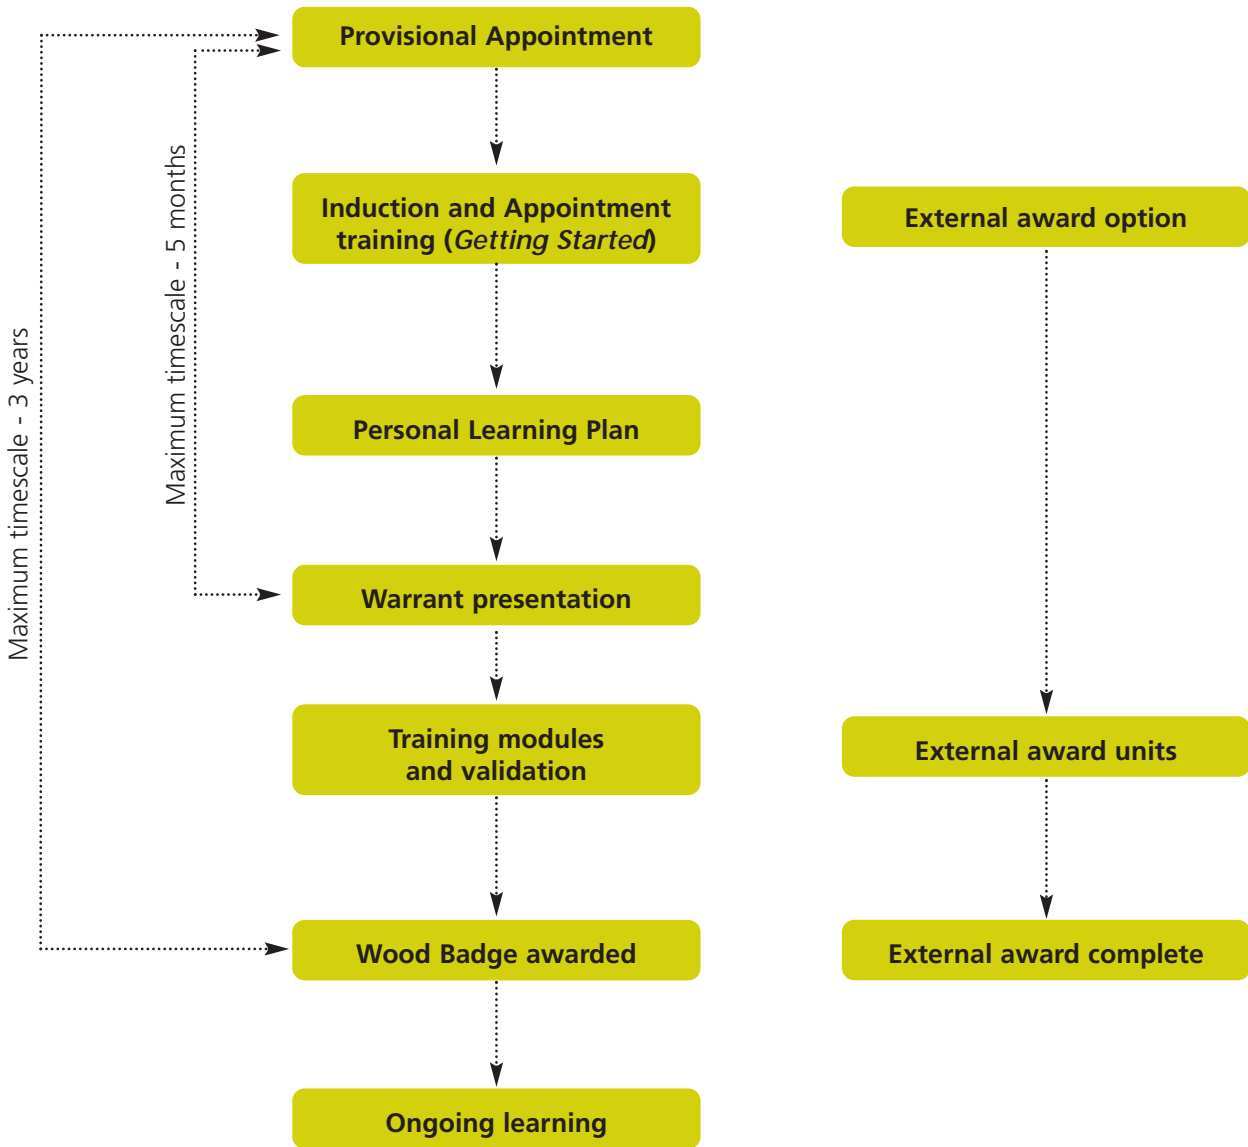 Provisional Appointment
Maximum timescale - 3 years
Maximum timescale - 5 months
Induction and Appointment
training (Getting Started)
Personal Learning Plan
Warrant presentation
Training modules
and validation
Wood Badge awarded
Ongoing learning
External award option
External award units
External award complete